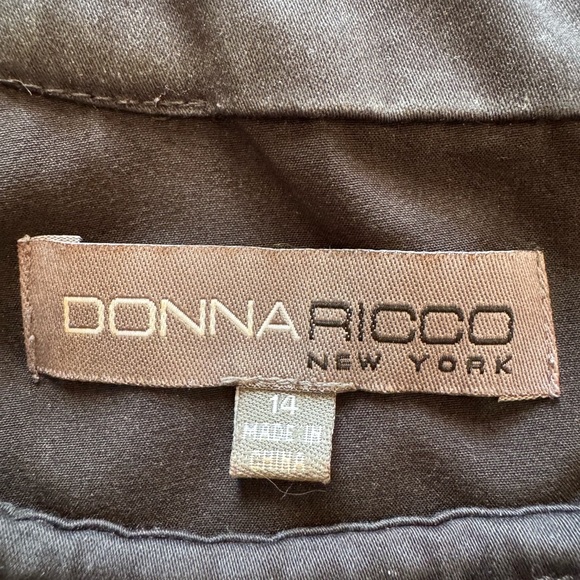 DONNA RICCO
NEW YORK
14
MADE IN
CHINA